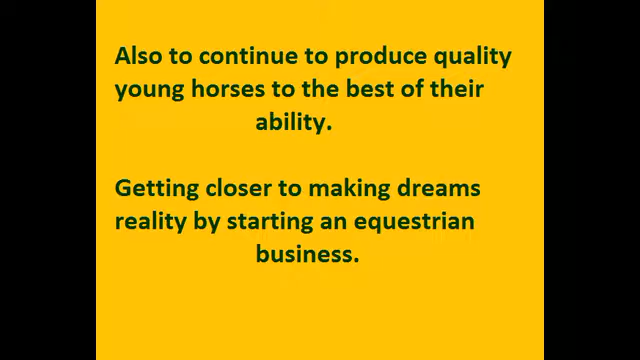 Also to continue to produce quality
young horses to the best of their
ability.
Getting closer to making dreams
reality by starting an equestrian
business.